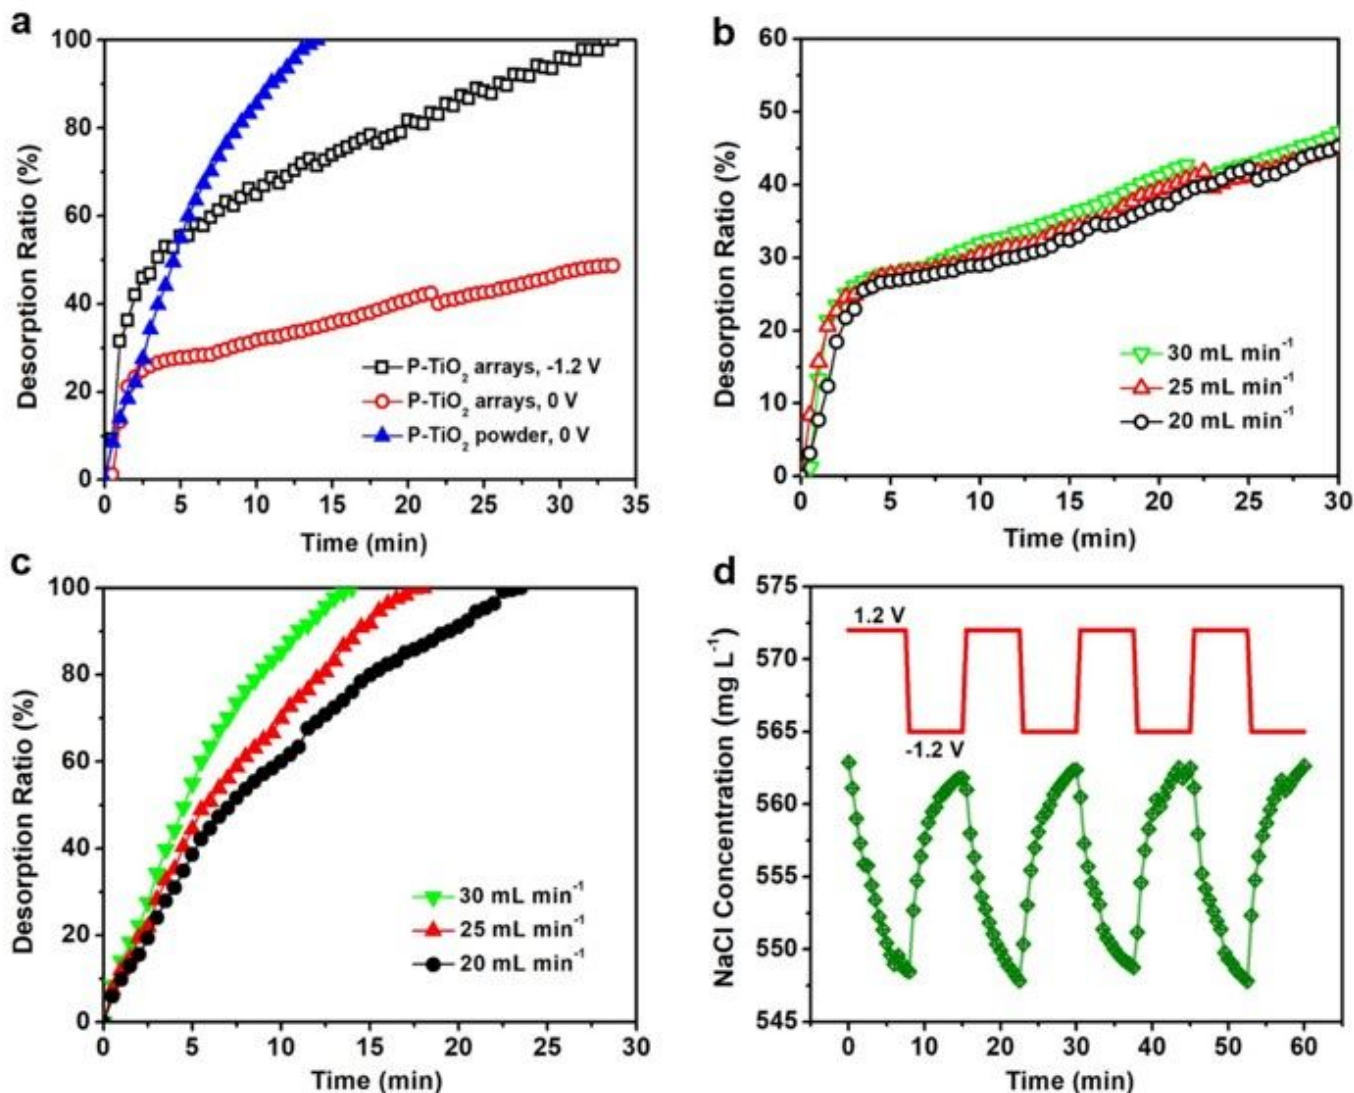 a
100
80
60
40
20
0
Desorption Ratio (%)
P-TiO₂ arrays, -1.2 V
P-TiO₂ arrays, 0 V
P-TiO₂ powder, 0 V
0 5 10 15 20 25 30 35
Time (min)
b
60
50
40
30
20
10
0
Desorption Ratio (%)
30 mL min⁻¹
25 mL min⁻¹
20 mL min⁻¹
0 5 10 15 20 25 30
Time (min)
c
100
80
60
40
20
0
Desorption Ratio (%)
30 mL min⁻¹
25 mL min⁻¹
20 mL min⁻¹
0 5 10 15 20 25 30
Time (min)
d
575
570
565
560
555
550
545
NaCl Concentration (mg L⁻¹)
1.2 V
-1.2 V
0 10 20 30 40 50 60
Time (min)